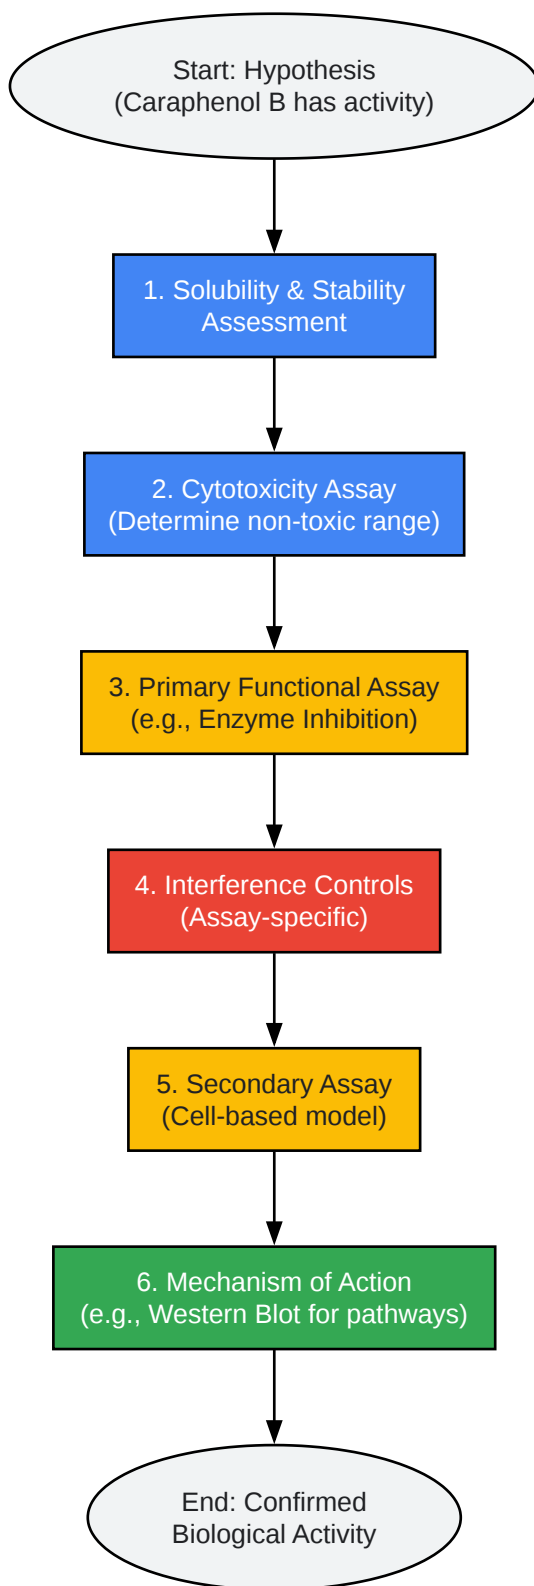 Start: Hypothesis
(Caraphenol B has activity)
1. Solubility & Stability
Assessment
2. Cytotoxicity Assay
(Determine non-toxic range)
3. Primary Functional Assay
(e.g., Enzyme Inhibition)
4. Interference Controls
(Assay-specific)
5. Secondary Assay
(Cell-based model)
6. Mechanism of Action
(e.g., Western Blot for pathways)
End: Confirmed
Biological Activity